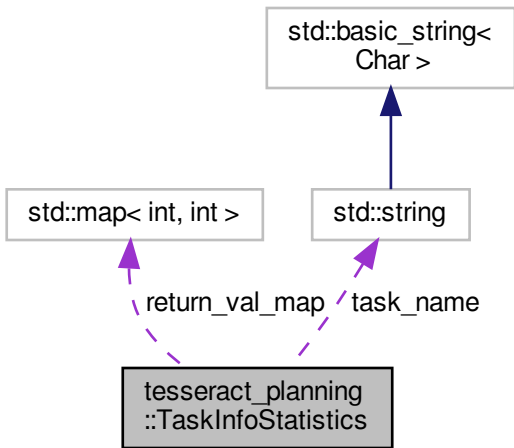 std::basic_string<
Char >
std::map< int, int >
std::string
return_val_map
task_name
tesseract_planning
::TaskInfoStatistics